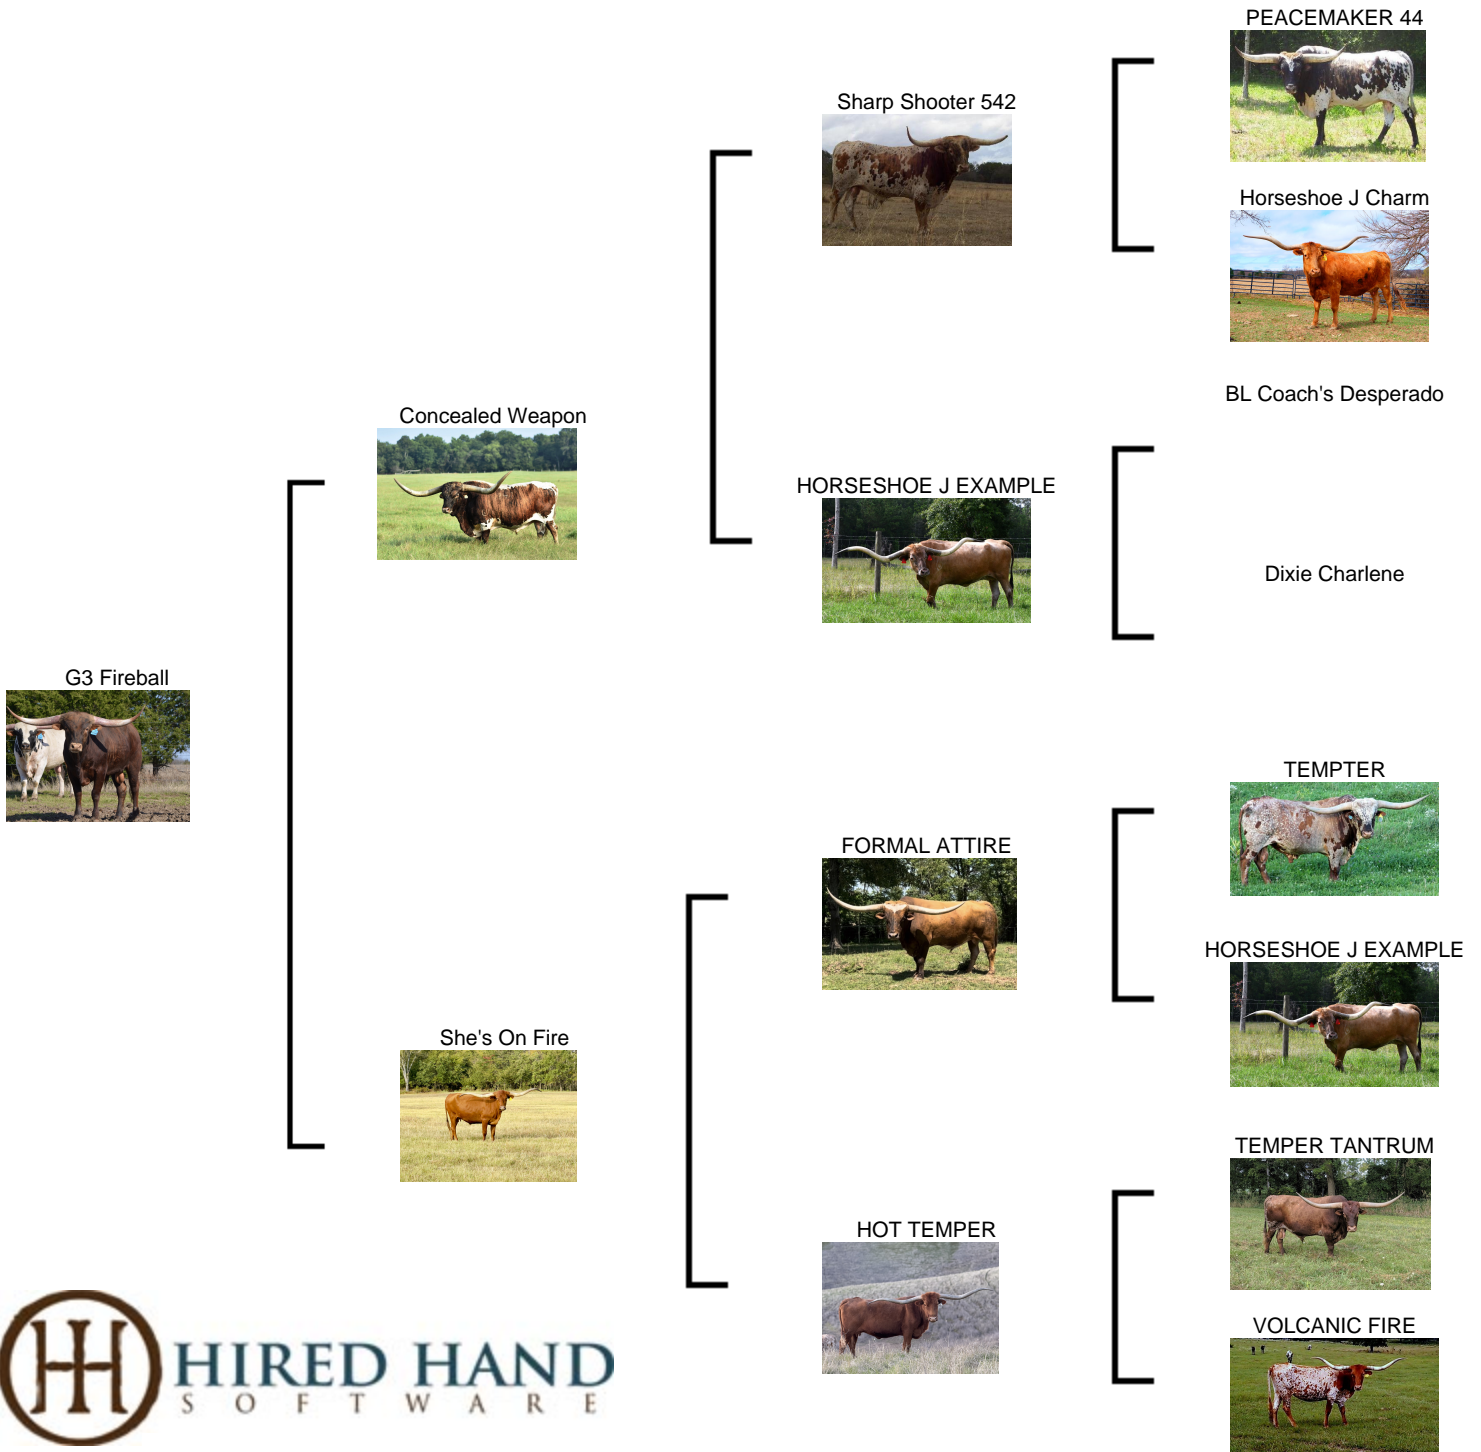 PEACEMAKER 44
Sharp Shooter 542
Horseshoe J Charm
BL Coach's Desperado
Concealed Weapon
HORSESHOE J EXAMPLE
Dixie Charlene
G3 Fireball
TEMPTER
FORMAL ATTIRE
HORSESHOE J EXAMPLE
She's On Fire
TEMPER TANTRUM
HOT TEMPER
VOLCANIC FIRE
HIRED HAND
SOFTWARE